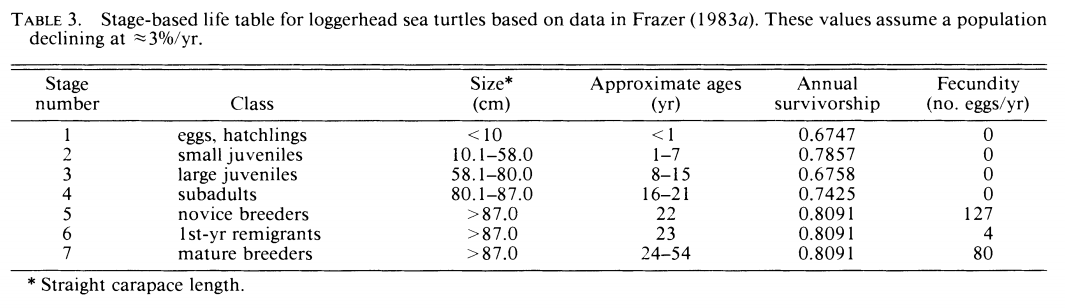 TABLE 3. Stage-based life table for loggerhead sea turtles based on data in Frazer (1983a). These values assume a population
declining at ≈3%/yr.
Stage Size* Approximate ages Annual Fecundity
number Class (cm) (yr) survivorship (no. eggs/yr)
1 eggs, hatchlings <10 <1 0.6747 0
2 small juveniles 10.1–58.0 1–7 0.7857 0
3 large juveniles 58.1–80.0 8–15 0.6758 0
4 subadults 80.1–87.0 16–21 0.7425 0
5 novice breeders >87.0 22 0.8091 127
6 1st-yr remigrants >87.0 23 0.8091 4
7 mature breeders >87.0 24–54 0.8091 80
* Straight carapace length.